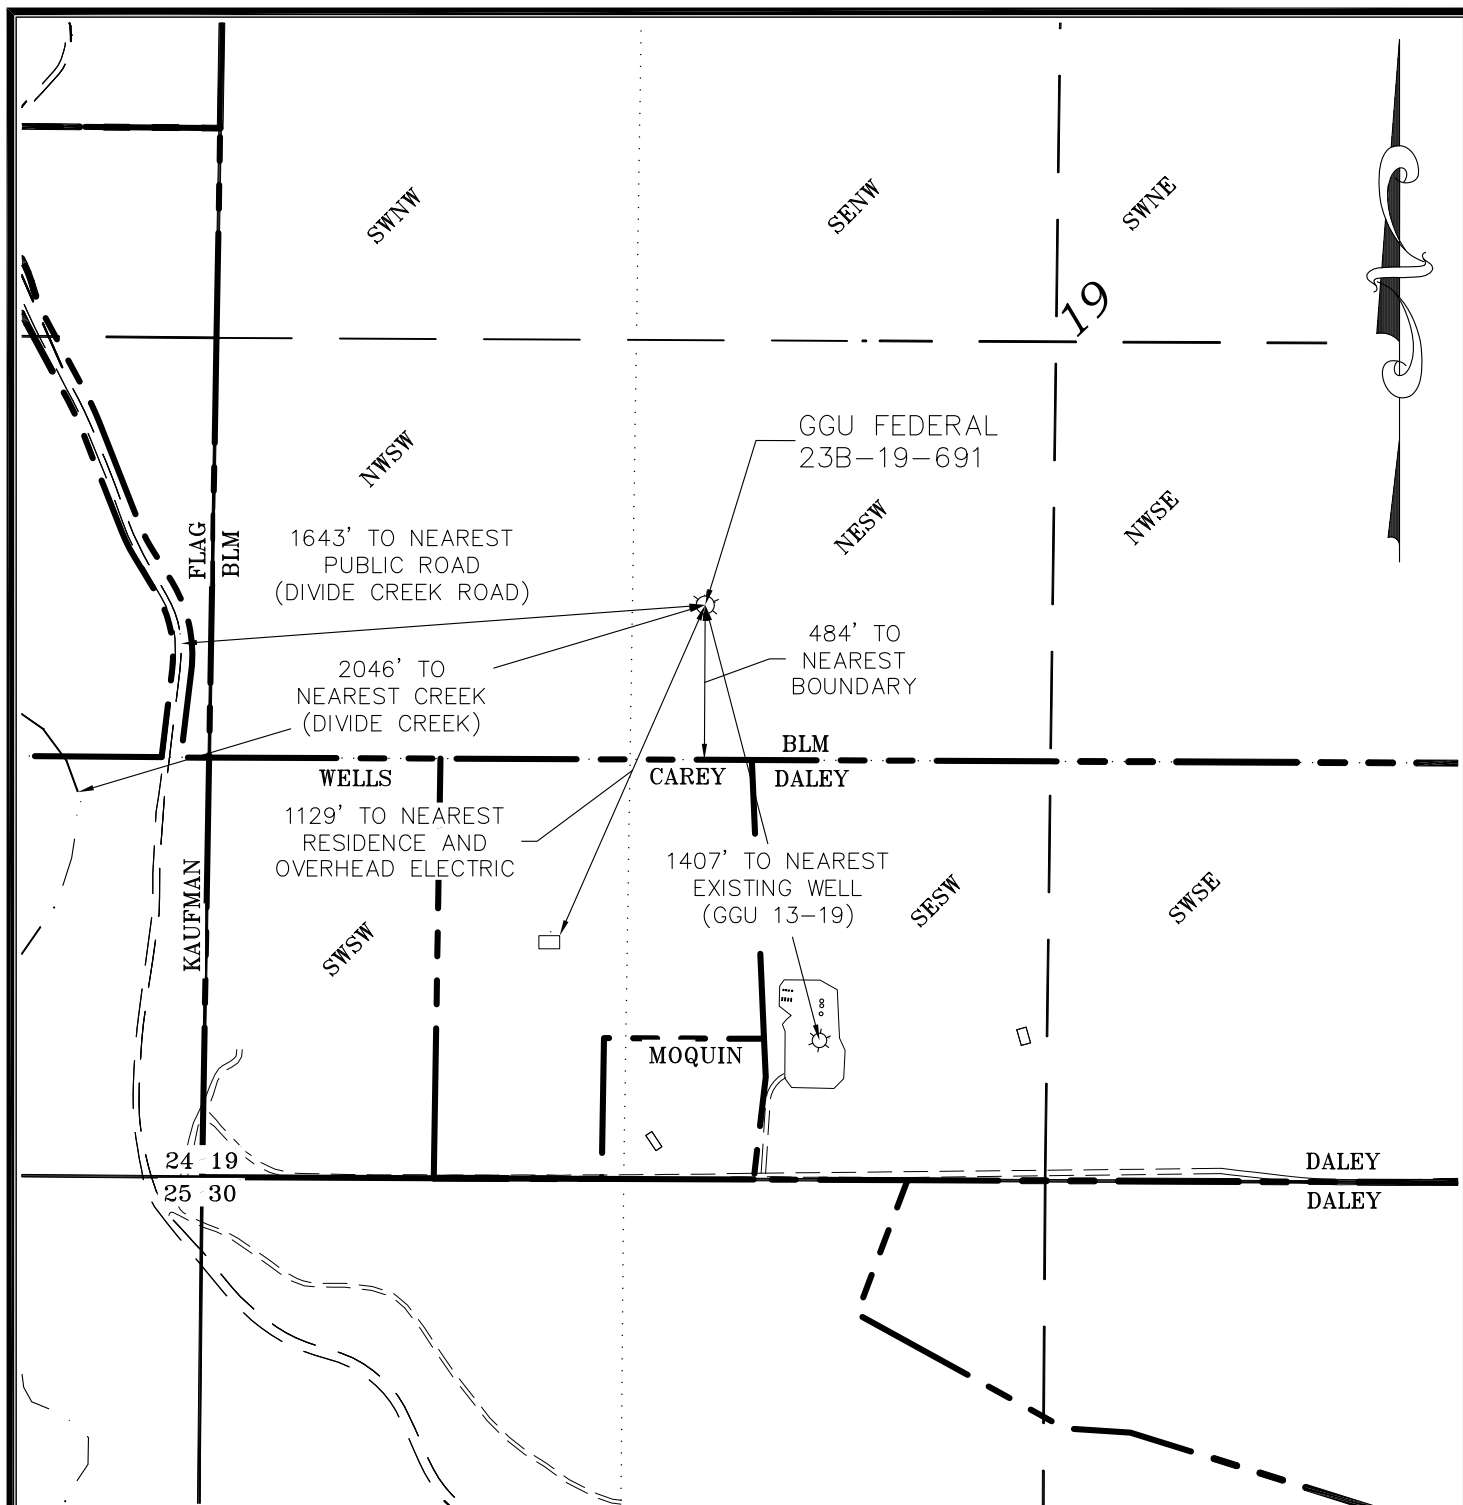 SWNW
SENW
SWNE
19
GGU FEDERAL
23B-19-691
NWSW
NESW
NWSE
FLAG
BLM
1643' TO NEAREST
PUBLIC ROAD
(DIVIDE CREEK ROAD)
484' TO
NEAREST
BOUNDARY
2046' TO
NEAREST CREEK
(DIVIDE CREEK)
BLM
WELLS
CAREY
DALEY
1129' TO NEAREST
RESIDENCE AND
OVERHEAD ELECTRIC
1407' TO NEAREST
EXISTING WELL
(GGU 13-19)
KAUFMAN
SWSW
SESW
SWSE
MOQUIN
24 19
25 30
DALEY
DALEY